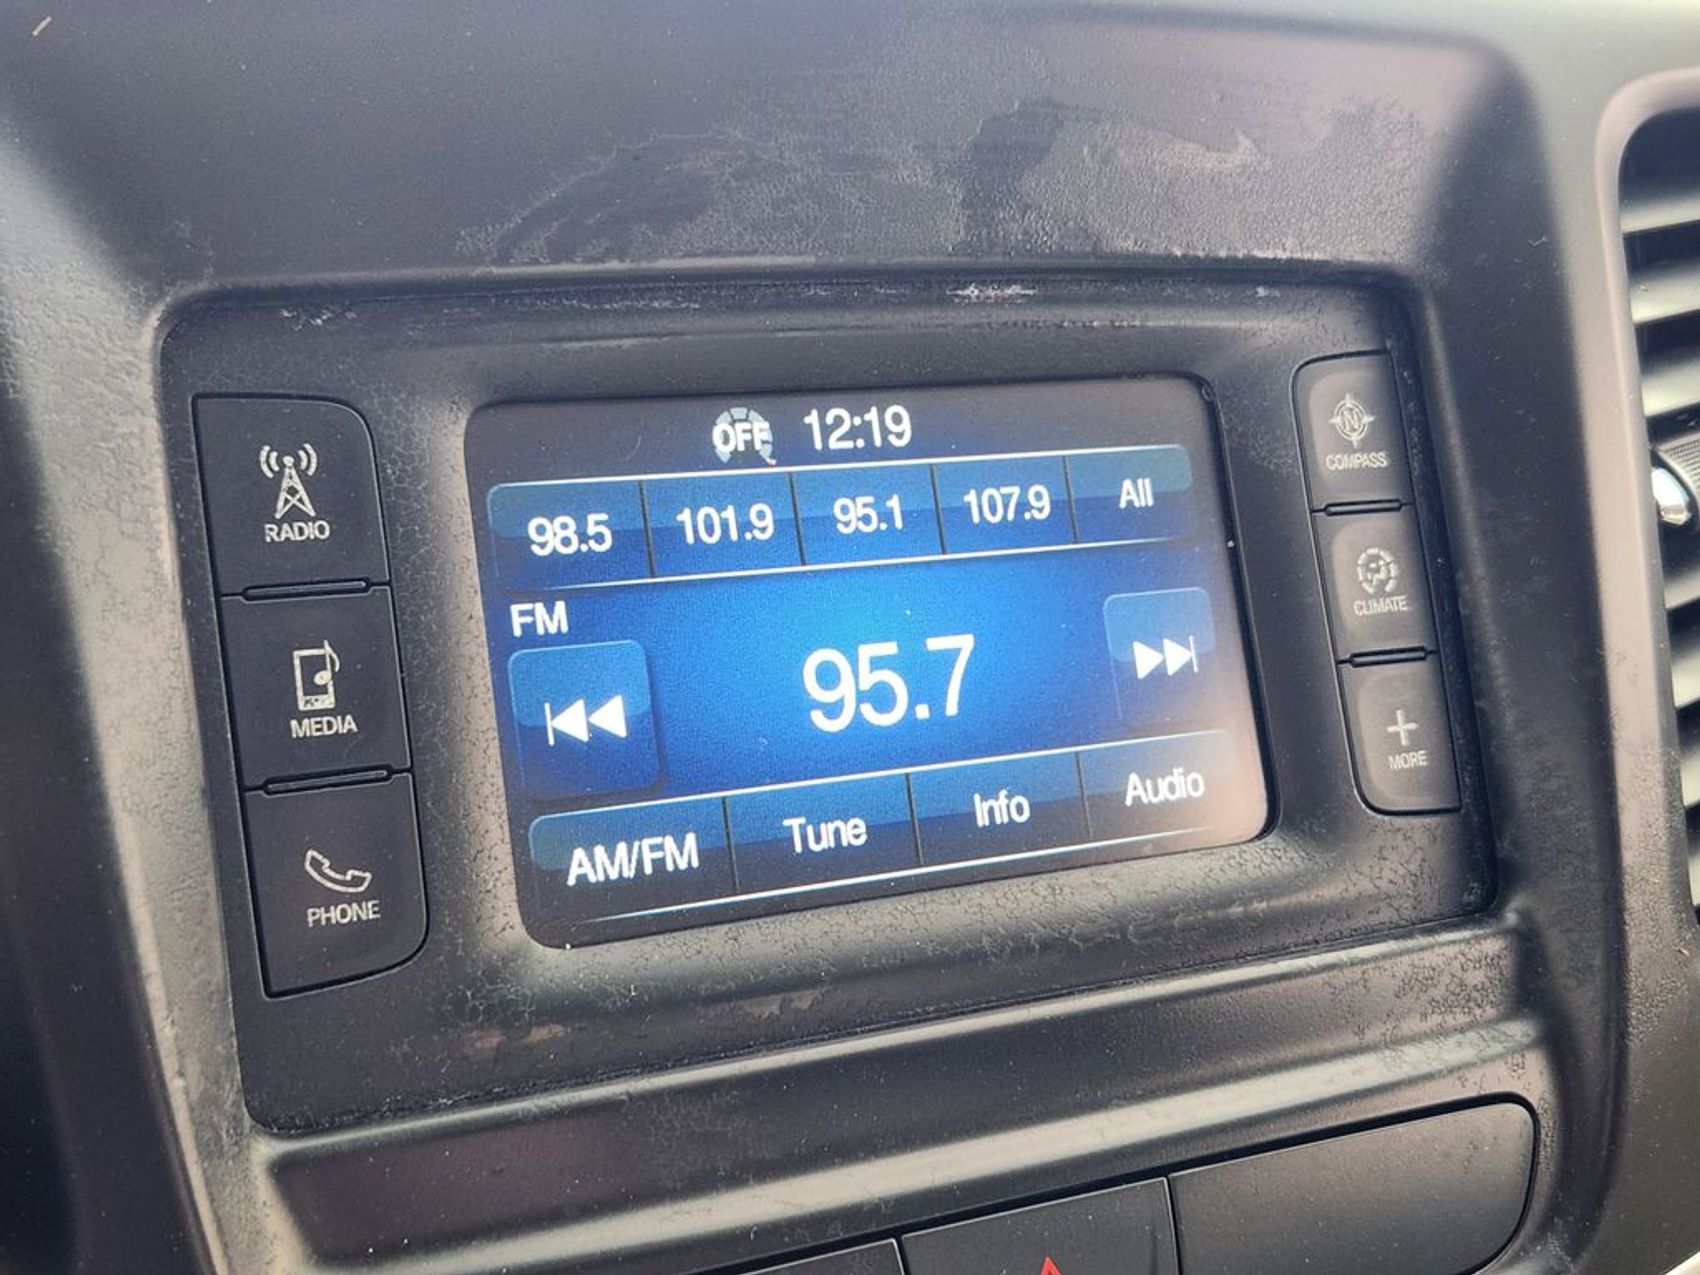 OFF 12:19
98.5 101.9 95.1 107.9 All
FM
95.7
AM/FM Tune Info Audio
RADIO
MEDIA
PHONE
N
COMPASS
CLIMATE
+
MORE